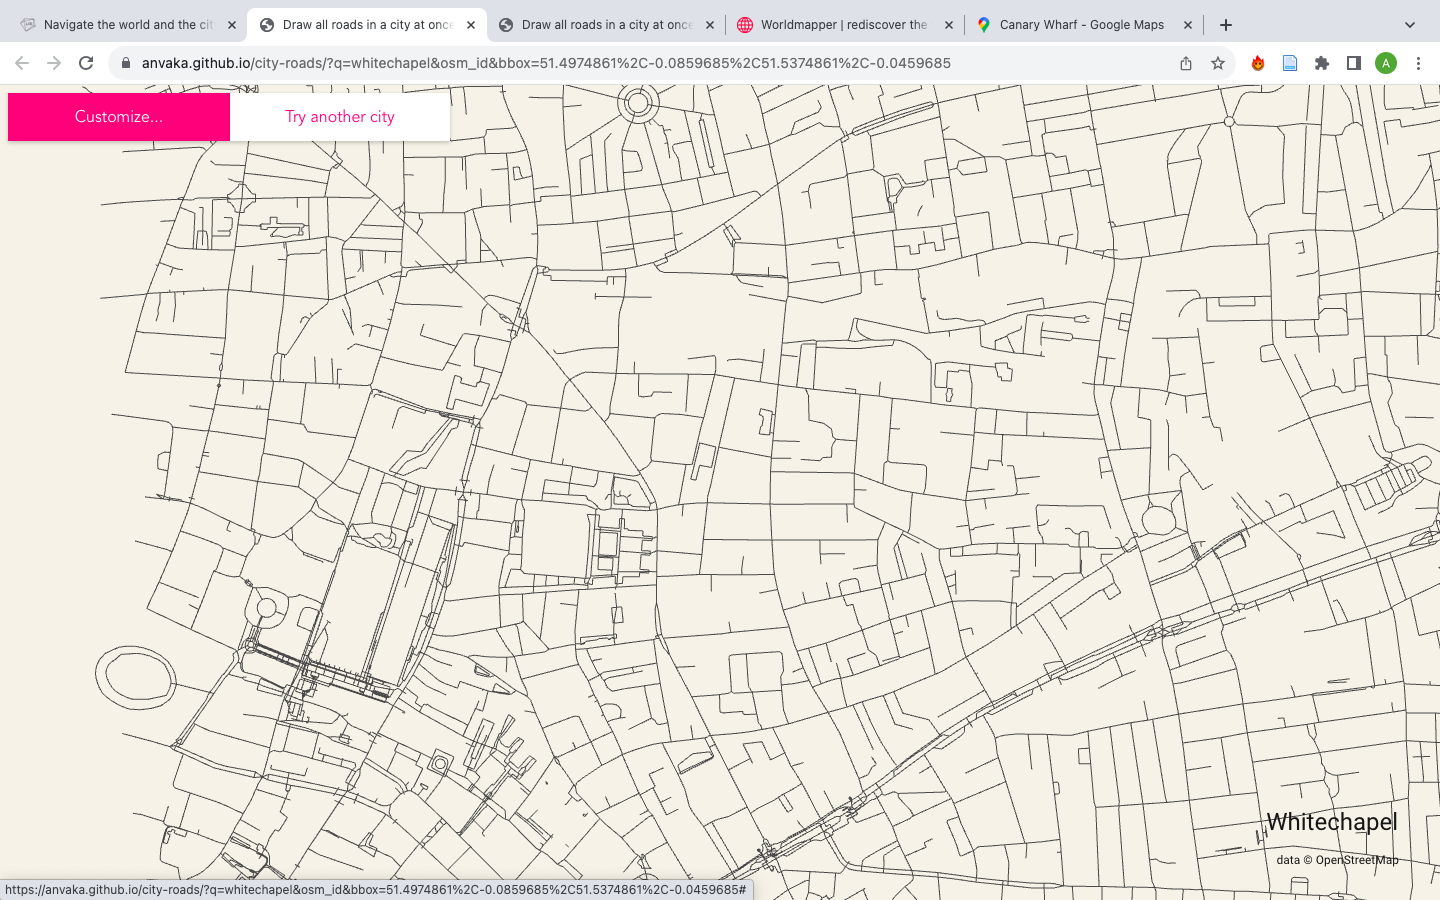 Navigate the world and the cit
Draw all roads in a city at once
Draw all roads in a city at once
Worldmapper | rediscover the
Canary Wharf - Google Maps
anvaka.github.io/city-roads/?q=whitechapel&osm_id&bbox=51.4974861%2C-0.0859685%2C51.5374861%2C-0.0459685
A
Customize...
Try another city
Whitechapel
data © OpenStreetMap
https://anvaka.github.io/city-roads/?q=whitechapel&osm_id&bbox=51.4974861%2C-0.0859685%2C51.5374861%2C-0.0459685#